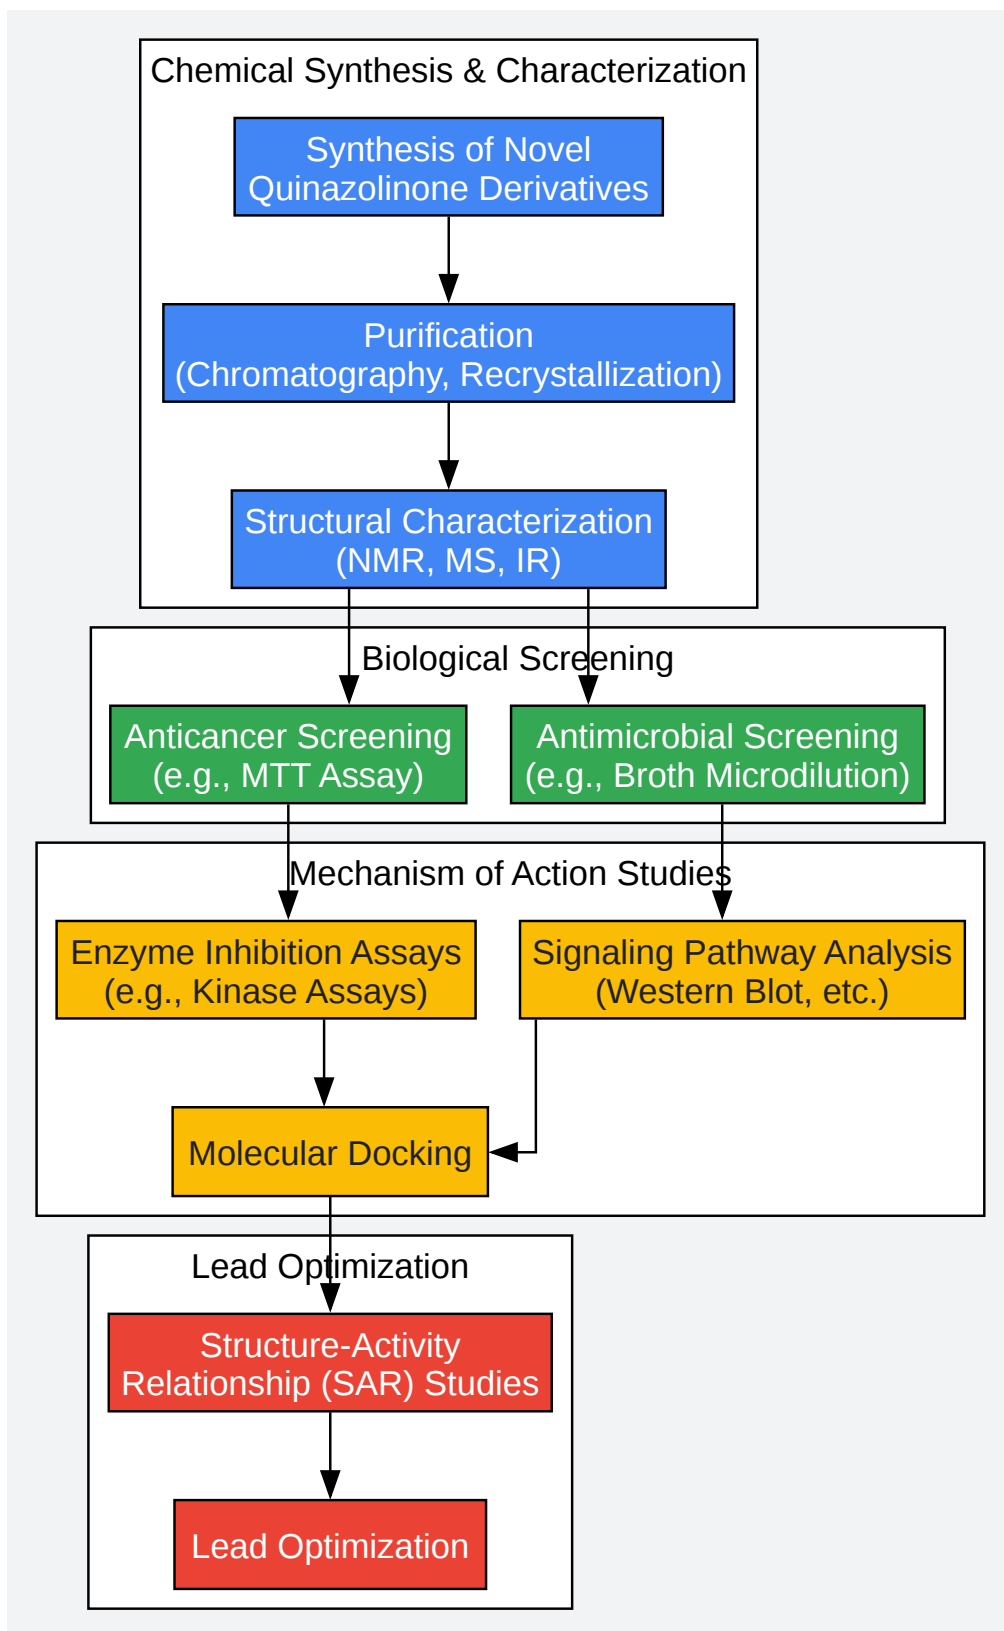 Chemical Synthesis & Characterization
Synthesis of Novel
Quinazolinone Derivatives
Purification
(Chromatography, Recrystallization)
Structural Characterization
(NMR, MS, IR)
Biological Screening
Anticancer Screening
(e.g., MTT Assay)
Antimicrobial Screening
(e.g., Broth Microdilution)
Mechanism of Action Studies
Enzyme Inhibition Assays
(e.g., Kinase Assays)
Signaling Pathway Analysis
(Western Blot, etc.)
Molecular Docking
Lead Optimization
Structure-Activity
Relationship (SAR) Studies
Lead Optimization